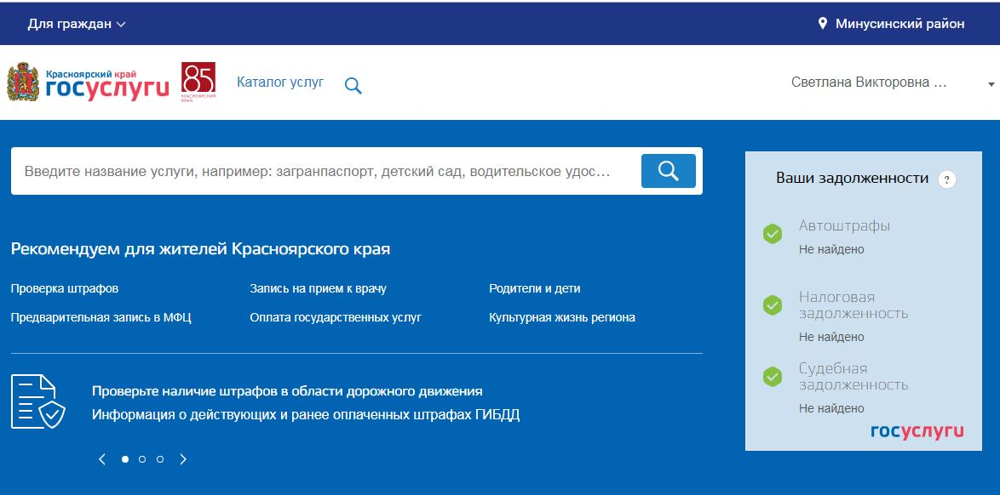 Для граждан
Минусинский район
Красноярский край
госуслуги
85
КРАСНОЯРСКИЙ
КРАЙ
Каталог услуг
Светлана Викторовна ...
Введите название услуги, например: загранпаспорт, детский сад, водительское удос...
Рекомендуем для жителей Красноярского края
Проверка штрафов
Запись на прием к врачу
Родители и дети
Предварительная запись в МФЦ
Оплата государственных услуг
Культурная жизнь региона
Проверьте наличие штрафов в области дорожного движения
Информация о действующих и ранее оплаченных штрафах ГИБДД
Ваши задолженности ?
Автоштрафы
Не найдено
Налоговая
задолженность
Не найдено
Судебная
задолженность
Не найдено
госуслуги